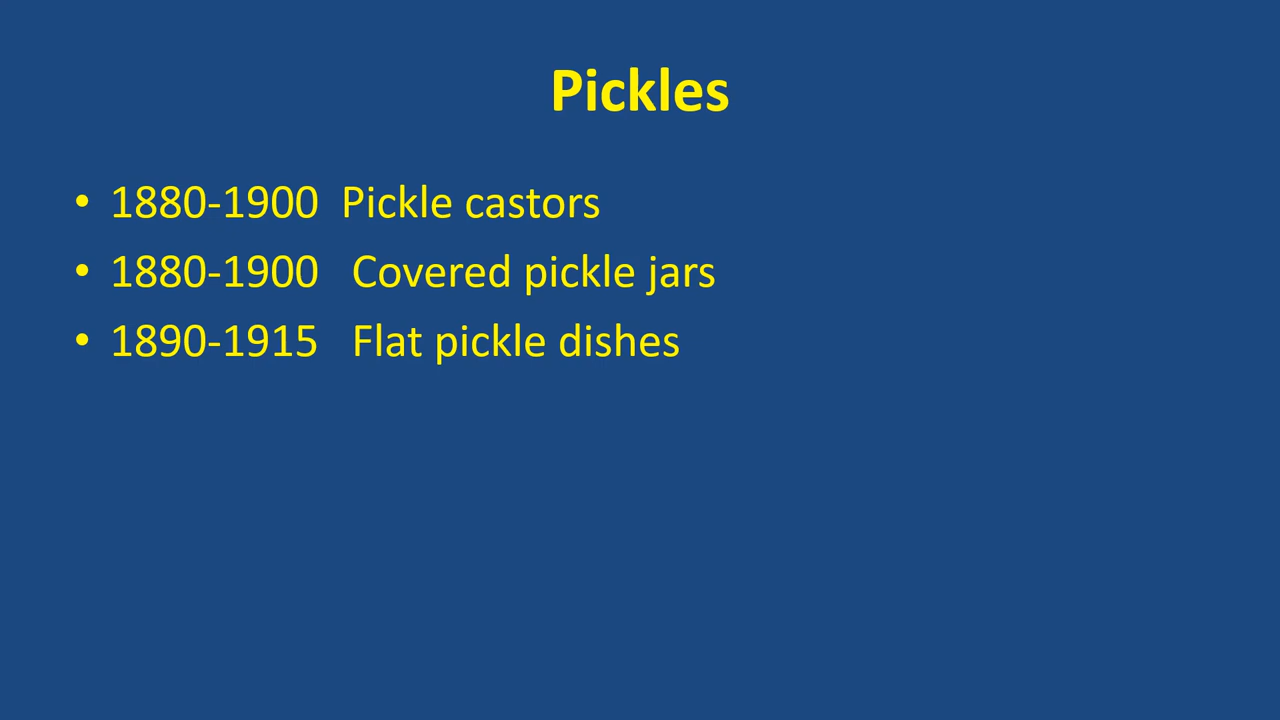 Pickles
• 1880-1900  Pickle castors
• 1880-1900   Covered pickle jars
• 1890-1915   Flat pickle dishes